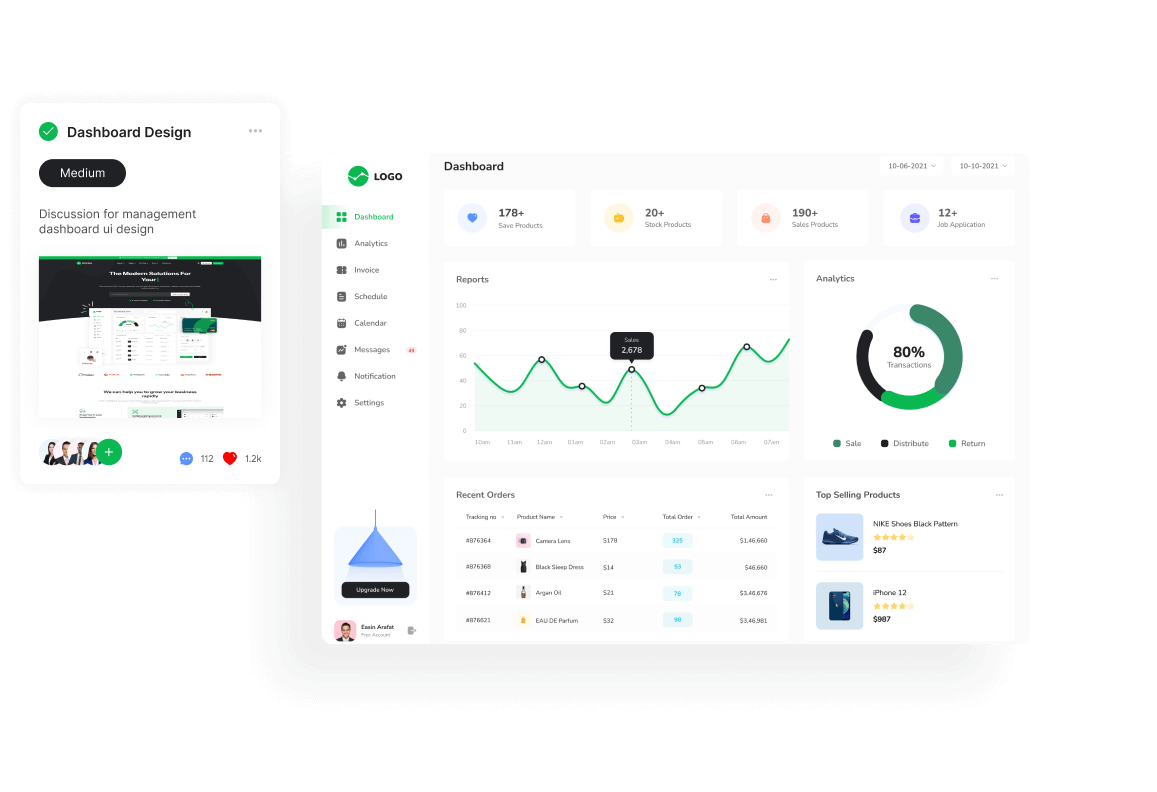 Dashboard Design
Medium
Discussion for management
dashboard ui design
The Modern Solutions For
Your
We can help you to grow your business
rapidly
112
1.2k
LOGO
Dashboard
Analytics
Invoice
Schedule
Calendar
Messages
Notification
Settings
Upgrade Now
Easin Arafat
Free Account
Dashboard
10-06-2021
10-10-2021
178+
Save Products
20+
Stock Products
190+
Sales Products
12+
Job Application
Reports
100
80
60
40
20
0
Sales
2,678
10am 11am 12am 01am 02am 03am 04am 05am 06am 07am
Analytics
80%
Transactions
Sale Distribute Return
Recent Orders
Tracking no Product Name Price Total Order Total Amount
#876364 Camera Lens $178 325 $1,46,660
#876368 Black Sleep Dress $14 53 $46,660
#876412 Argan Oil $21 78 $3,46,676
#876621 EAU DE Parfum $32 98 $3,46,981
Top Selling Products
NIKE Shoes Black Pattern
$87
iPhone 12
$987